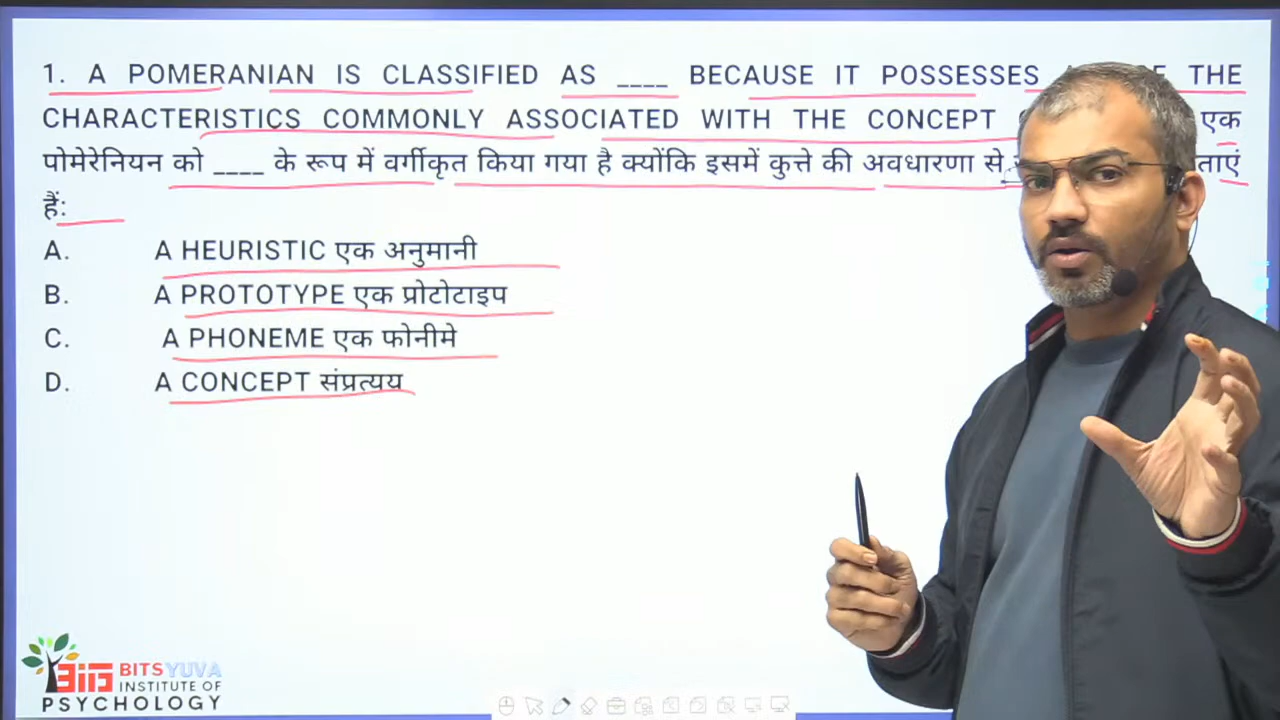 1. A POMERANIAN IS CLASSIFIED AS ____ BECAUSE IT POSSESSES THE
CHARACTERISTICS COMMONLY ASSOCIATED WITH THE CONCEPT एक
पोमेरेनियन को ____ के रूप में वर्गीकृत किया गया है क्योंकि इसमें कुत्ते की अवधारणा से
हैं:
A. A HEURISTIC एक अनुमानी
B. A PROTOTYPE एक प्रोटोटाइप
C. A PHONEME एक फोनीमे
D. A CONCEPT संप्रत्यय
BITSYUVA
INSTITUTE OF
PSYCHOLOGY